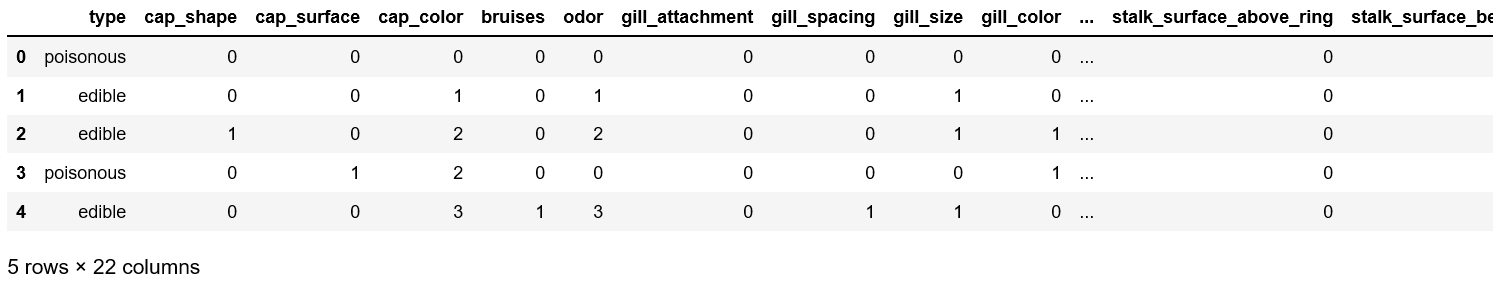 type cap_shape cap_surface cap_color bruises odor gill_attachment gill_spacing gill_size gill_color ... stalk_surface_above_ring stalk_surface_be
0 poisonous 0 0 0 0 0 0 0 0 0 ... 0
1 edible 0 0 1 0 1 0 0 1 0 ... 0
2 edible 1 0 2 0 2 0 0 1 1 ... 0
3 poisonous 0 1 2 0 0 0 0 0 1 ... 0
4 edible 0 0 3 1 3 0 1 1 0 ... 0
5 rows × 22 columns